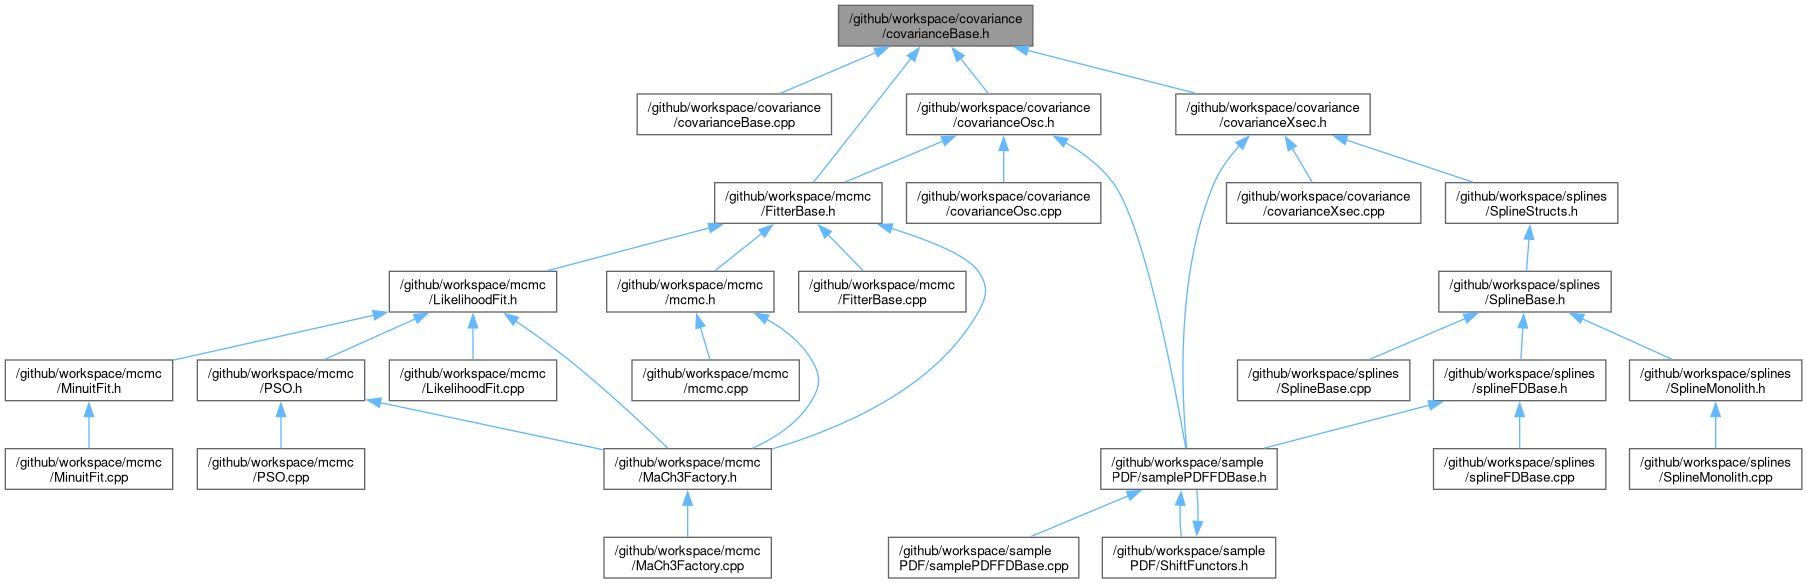 /github/workspace/covariance
/covarianceBase.h
/github/workspace/covariance
/covarianceBase.cpp
/github/workspace/covariance
/covarianceOsc.h
/github/workspace/covariance
/covarianceXsec.h
/github/workspace/mcmc
/FitterBase.h
/github/workspace/covariance
/covarianceOsc.cpp
/github/workspace/covariance
/covarianceXsec.cpp
/github/workspace/splines
/SplineStructs.h
/github/workspace/mcmc
/LikelihoodFit.h
/github/workspace/mcmc
/mcmc.h
/github/workspace/mcmc
/FitterBase.cpp
/github/workspace/splines
/SplineBase.h
/github/workspace/mcmc
/MinuitFit.h
/github/workspace/mcmc
/PSO.h
/github/workspace/mcmc
/LikelihoodFit.cpp
/github/workspace/mcmc
/mcmc.cpp
/github/workspace/splines
/SplineBase.cpp
/github/workspace/splines
/splineFDBase.h
/github/workspace/splines
/SplineMonolith.h
/github/workspace/mcmc
/MinuitFit.cpp
/github/workspace/mcmc
/PSO.cpp
/github/workspace/mcmc
/MaCh3Factory.h
/github/workspace/sample
PDF/samplePDFFDBase.h
/github/workspace/splines
/splineFDBase.cpp
/github/workspace/splines
/SplineMonolith.cpp
/github/workspace/mcmc
/MaCh3Factory.cpp
/github/workspace/sample
PDF/samplePDFFDBase.cpp
/github/workspace/sample
PDF/ShiftFunctors.h